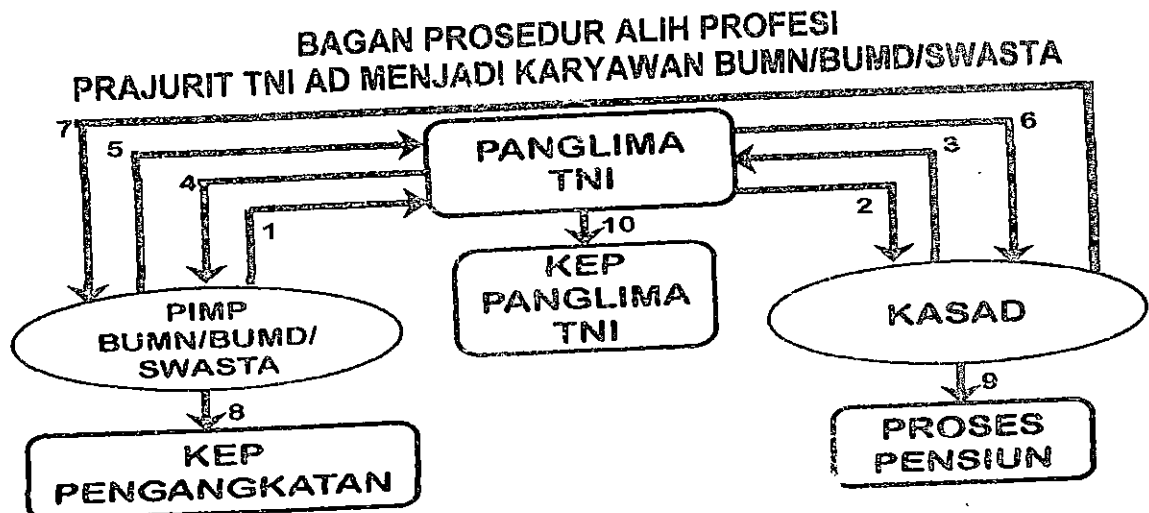 BAGAN PROSEDUR ALIH PROFESI
PRAJURIT TNI AD MENJADI KARYAWAN BUMN/BUMD/SWASTA
7
5
4
1
PANGLIMA
TNI
6
3
2
10
KEP
PANGLIMA
TNI
PIMP
BUMN/BUMD/
SWASTA
KASAD
8
9
KEP
PENGANGKATAN
PROSES
PENSIUN